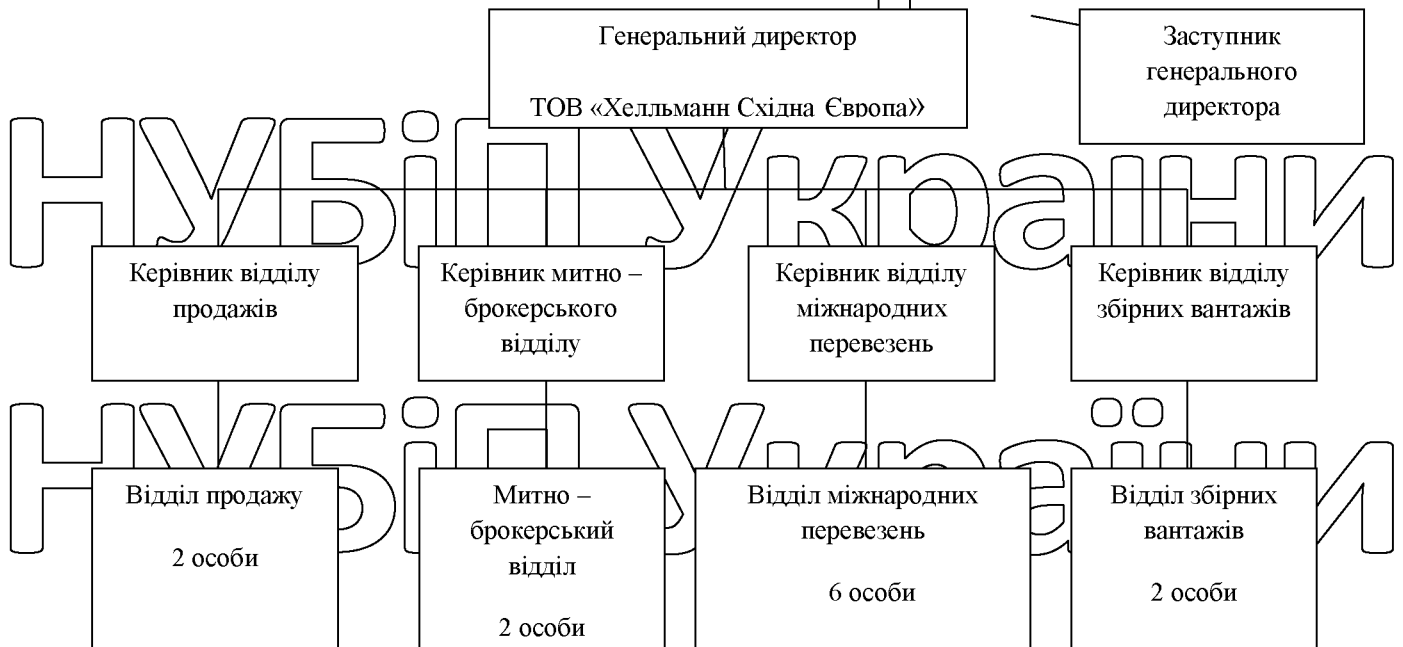 Генеральний директор
ТОВ «Хелльманн Східна Європа»
Заступник
генерального
директора
НУБіП України
Керівник відділу
продажів
Керівник митно –
брокерського
відділу
Керівник відділу
міжнародних
перевезень
Керівник відділу
збірних вантажів
НУБіП України
Відділ продажу
2 особи
Митно –
брокерський
відділ
2 особи
Відділ міжнародних
перевезень
6 особи
Відділ збірних
вантажів
2 особи